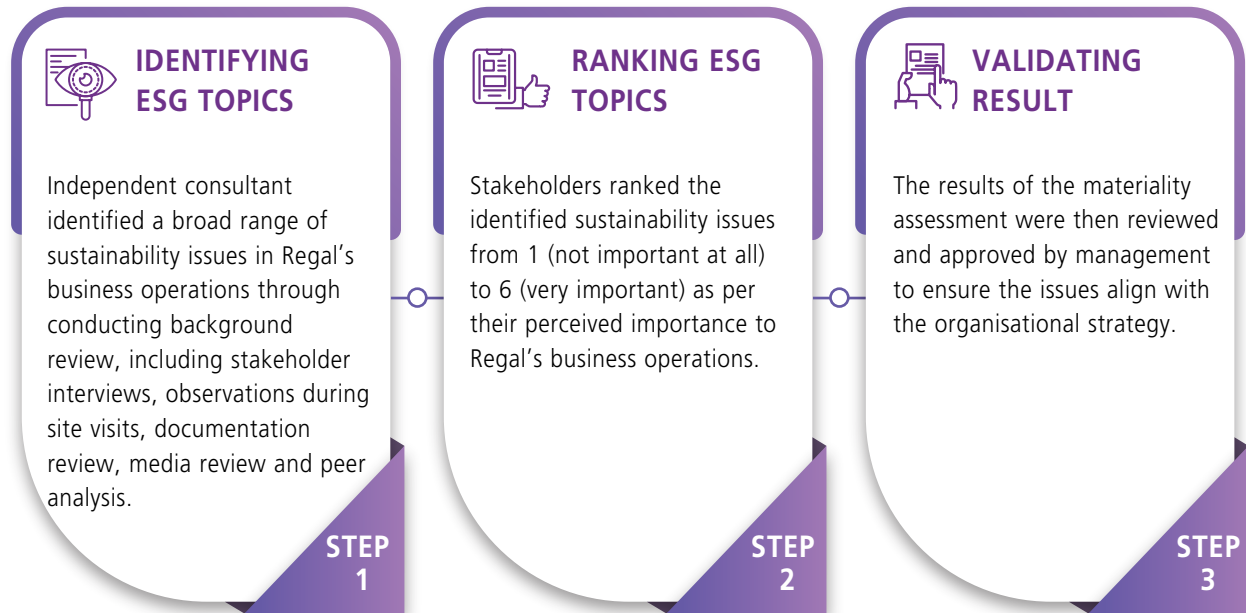 IDENTIFYING
ESG TOPICS
Independent consultant
identified a broad range of
sustainability issues in Regal's
business operations through
conducting background
review, including stakeholder
interviews, observations during
site visits, documentation
review, media review and peer
analysis.
STEP
1
RANKING ESG
TOPICS
Stakeholders ranked the
identified sustainability issues
from 1 (not important at all)
to 6 (very important) as per
their perceived importance to
Regal's business operations.
STEP
2
VALIDATING
RESULT
The results of the materiality
assessment were then reviewed
and approved by management
to ensure the issues align with
the organisational strategy.
STEP
3